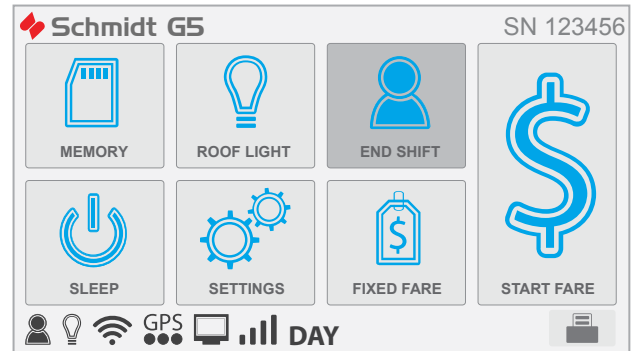 Schmidt G5 SN 123456
MEMORY ROOF LIGHT END SHIFT
SLEEP SETTINGS FIXED FARE START FARE
GPS DAY